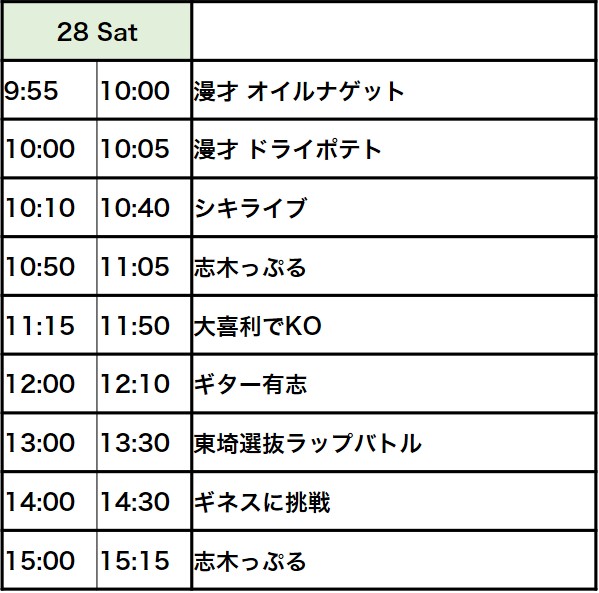 28 Sat
9:55 10:00 漫才 オイルナゲット
10:00 10:05 漫才 ドライポテト
10:10 10:40 シキライブ
10:50 11:05 志木っぷる
11:15 11:50 大喜利でKO
12:00 12:10 ギター有志
13:00 13:30 東埼選抜ラップバトル
14:00 14:30 ギネスに挑戦
15:00 15:15 志木っぷる